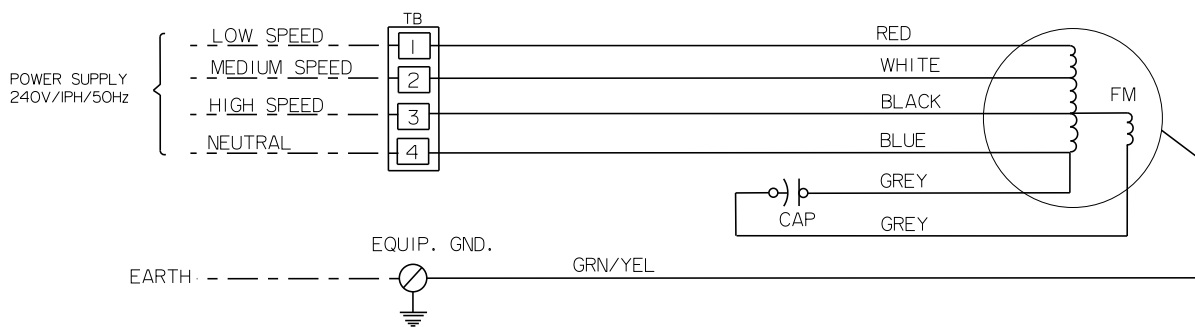 TB
LOW SPEED
1
RED
MEDIUM SPEED
2
WHITE
POWER SUPPLY
240V/1PH/50Hz
HIGH SPEED
3
BLACK
FM
NEUTRAL
4
BLUE
GREY
CAP
GREY
EQUIP. GND.
EARTH
GRN/YEL